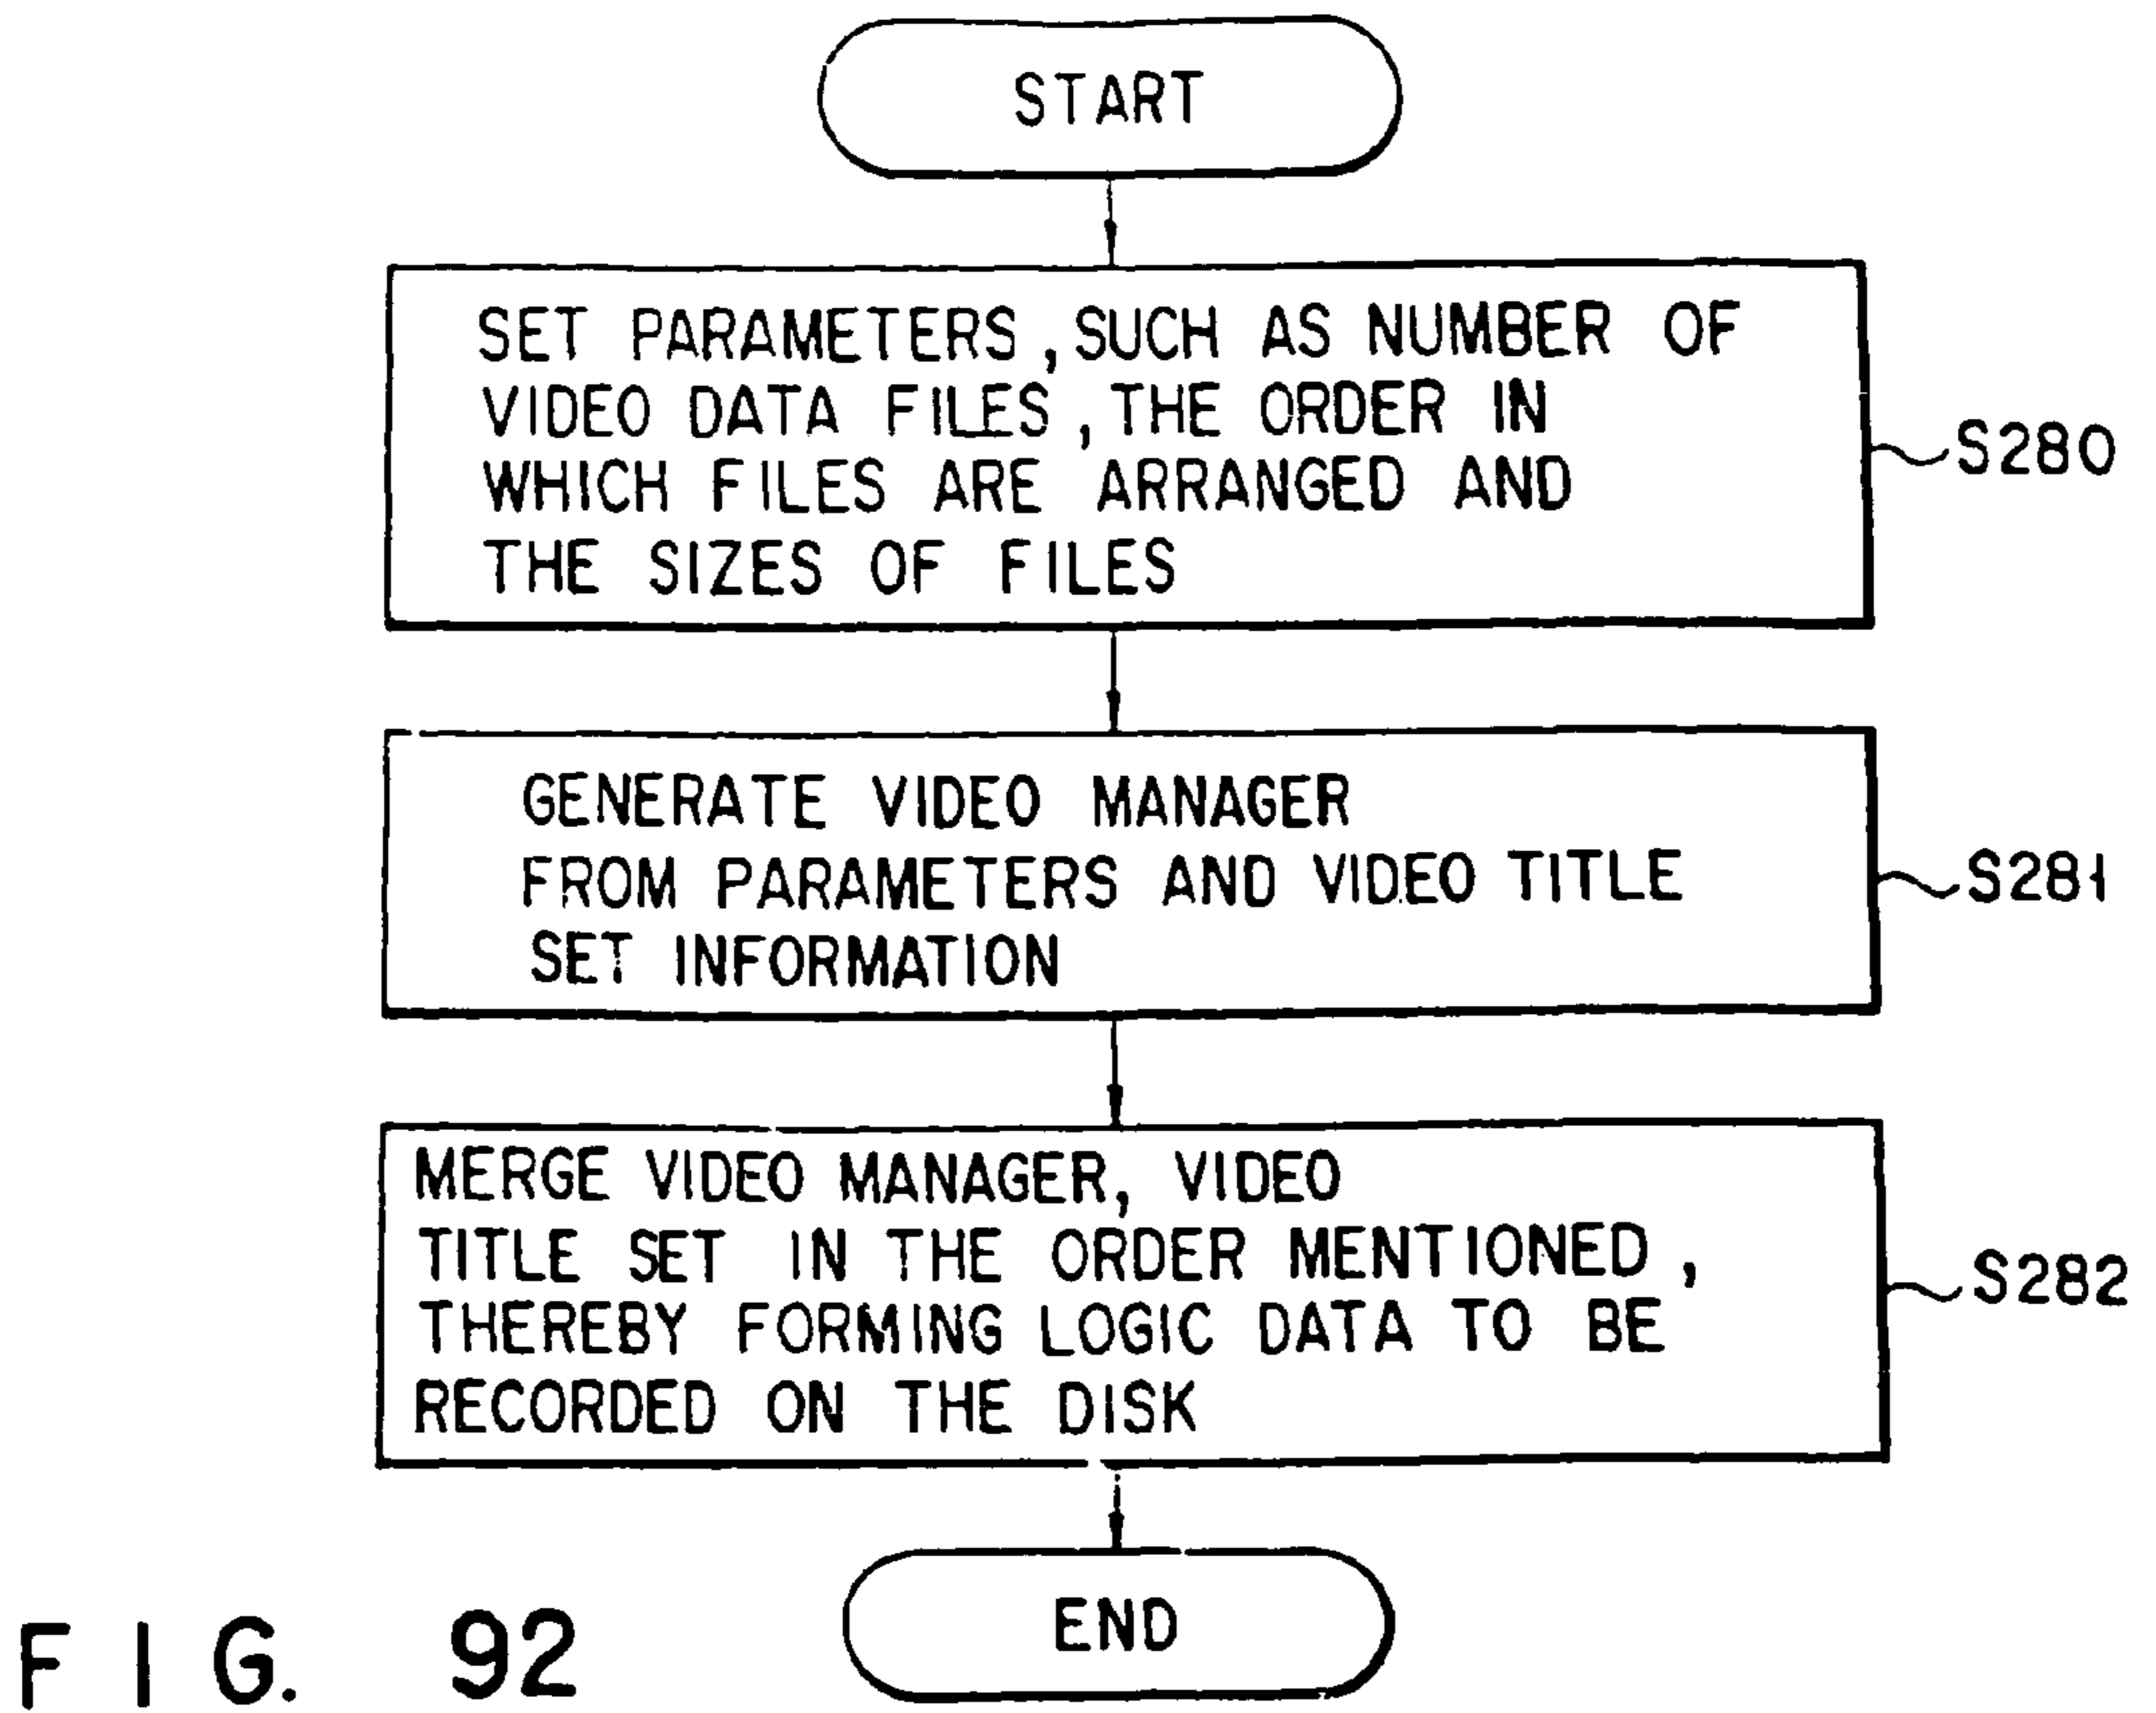 START
SET PARAMETERS, SUCH AS NUMBER OF
VIDEO DATA FILES, THE ORDER IN
WHICH FILES ARE ARRANGED AND
THE SIZES OF FILES
S280
GENERATE VIDEO MANAGER
FROM PARAMETERS AND VIDEO TITLE
SET INFORMATION
S281
MERGE VIDEO MANAGER, VIDEO
TITLE SET IN THE ORDER MENTIONED,
THEREBY FORMING LOGIC DATA TO BE
RECORDED ON THE DISK
S282
END
FIG. 92